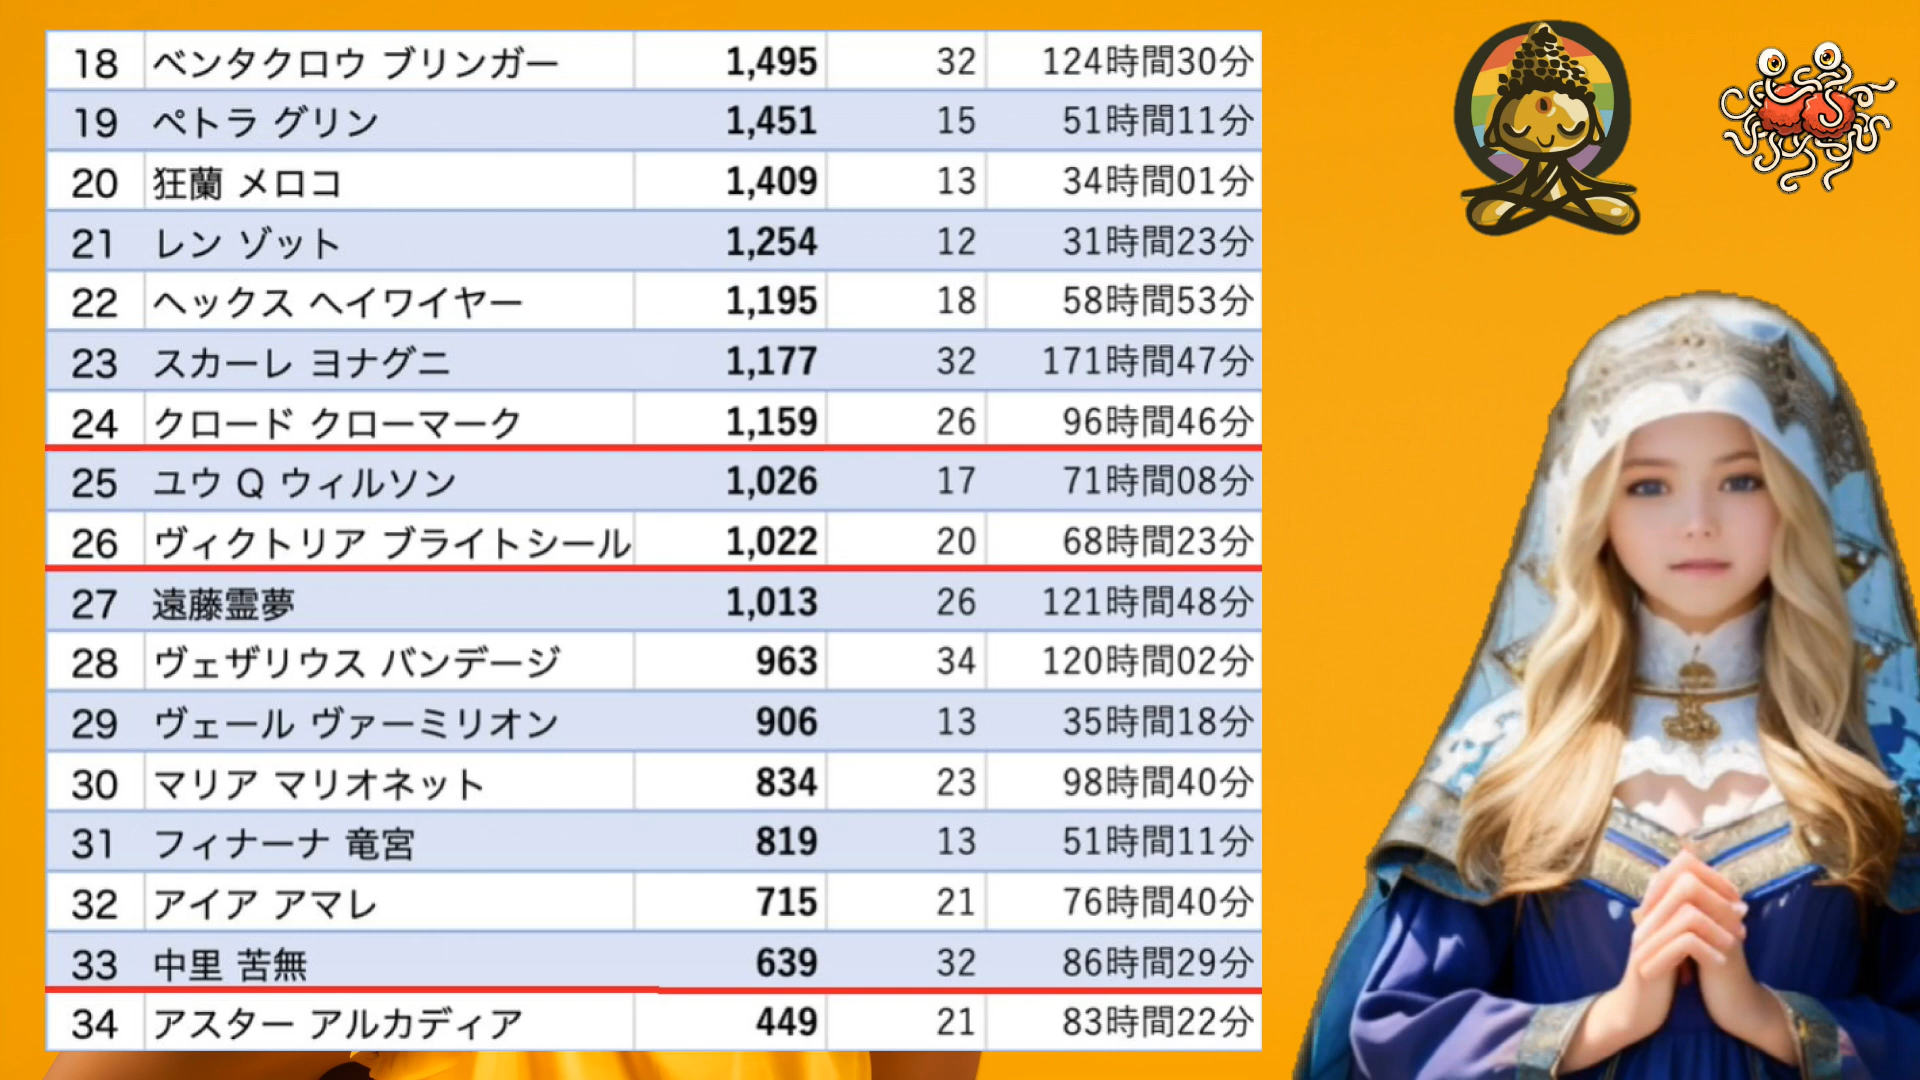 18 ベンタクロウ ブリンガー 1,495 32 124時間30分
19 ペトラ グリン 1,451 15 51時間11分
20 狂蘭 メロコ 1,409 13 34時間01分
21 レン ゾット 1,254 12 31時間23分
22 ヘックス ヘイワイヤー 1,195 18 58時間53分
23 スカーレ ヨナグニ 1,177 32 171時間47分
24 クロード クローマーク 1,159 26 96時間46分
25 ユウ Q ウィルソン 1,026 17 71時間08分
26 ヴィクトリア ブライトシール 1,022 20 68時間23分
27 遠藤霊夢 1,013 26 121時間48分
28 ヴェザリウス バンデージ 963 34 120時間02分
29 ヴェール ヴァーミリオン 906 13 35時間18分
30 マリア マリオネット 834 23 98時間40分
31 フィナーナ 竜宮 819 13 51時間11分
32 アイア アマレ 715 21 76時間40分
33 中里 苦無 639 32 86時間29分
34 アスター アルカディア 449 21 83時間22分